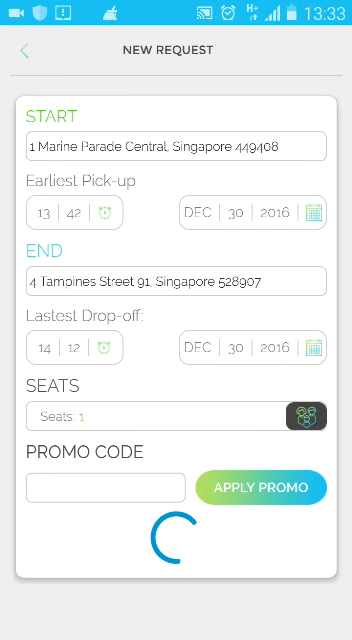 H+ 13:33
NEW REQUEST
START
1 Marine Parade Central, Singapore 449408
Earliest Pick-up
13 42 DEC 30 2016
END
4 Tampines Street 91, Singapore 528907
Lastest Drop-off:
14 12 DEC 30 2016
SEATS
Seats: 1
PROMO CODE
APPLY PROMO